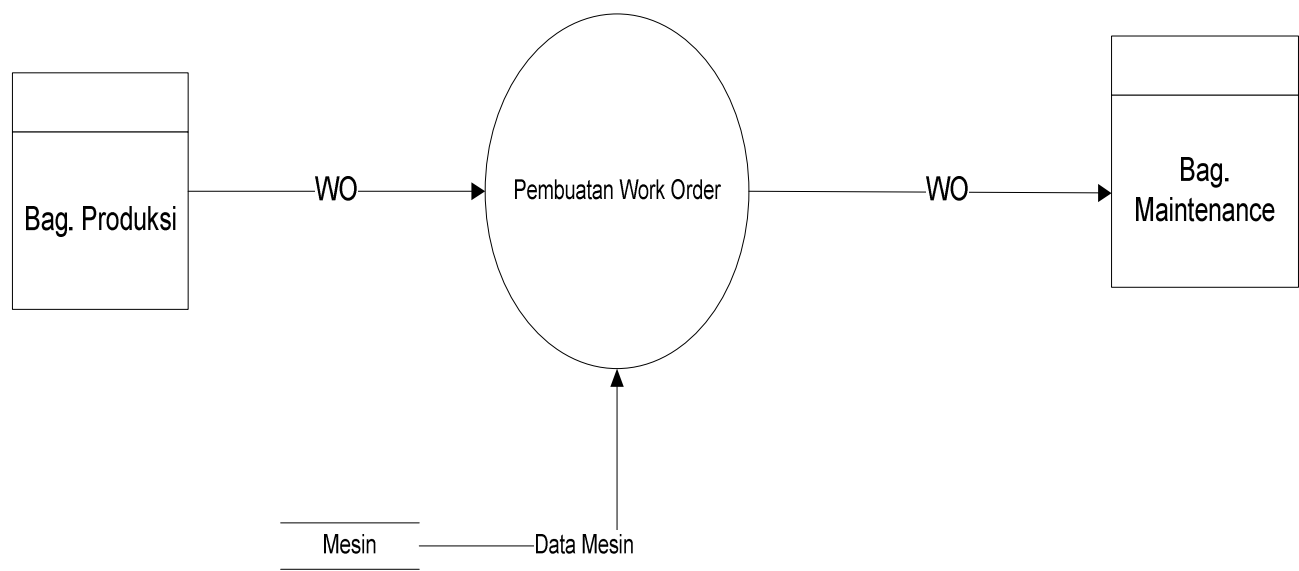 Bag. Produksi
WO
Pembuatan Work Order
WO
Bag.
Maintenance
Mesin
Data Mesin